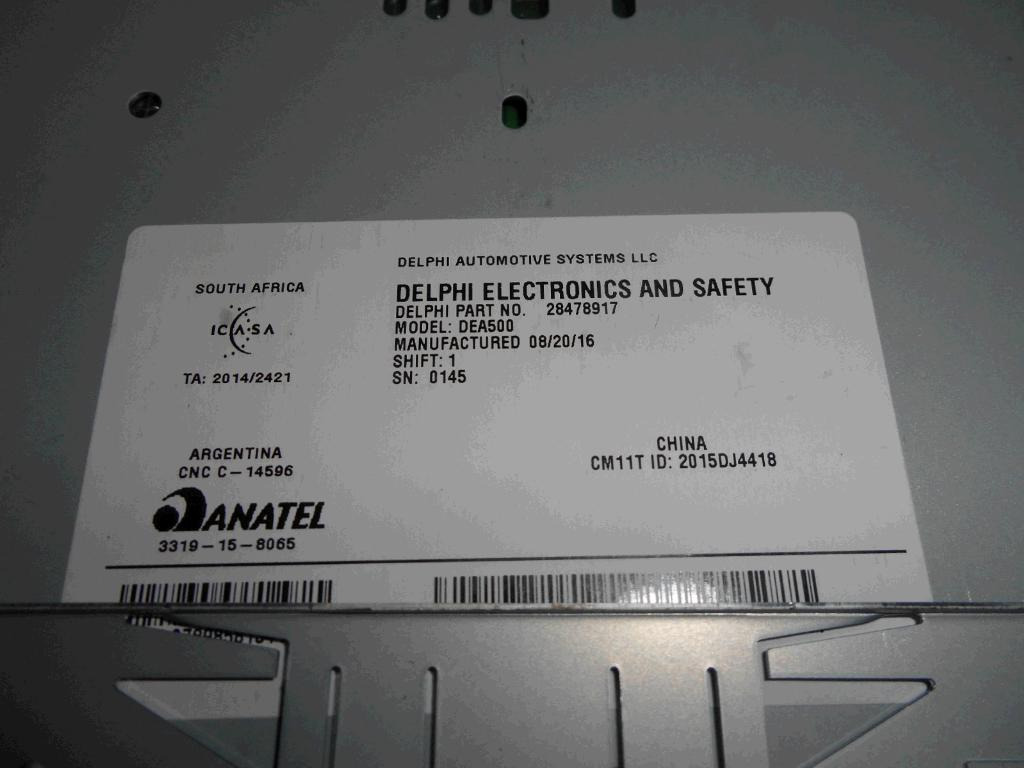 DELPHI AUTOMOTIVE SYSTEMS LLC
DELPHI ELECTRONICS AND SAFETY
DELPHI PART NO. 28478917
MODEL: DEA500
MANUFACTURED 08/20/16
SHIFT: 1
SN: 0145
SOUTH AFRICA
ICASA
TA: 2014/2421
ARGENTINA
CNC C-14596
ANATEL
3319-15-8065
CHINA
CM11T ID: 2015DJ4418